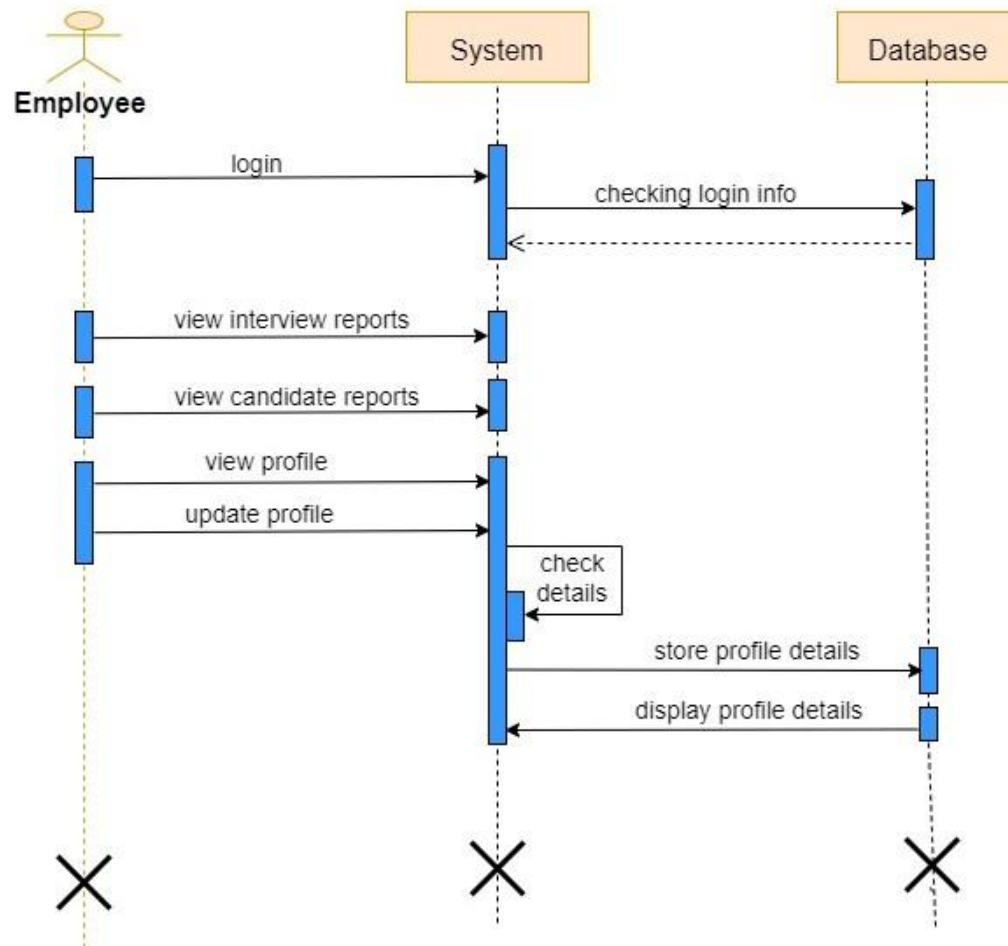 System
Database
Employee
login
checking login info
view interview reports
view candidate reports
view profile
update profile
check
details
store profile details
display profile details